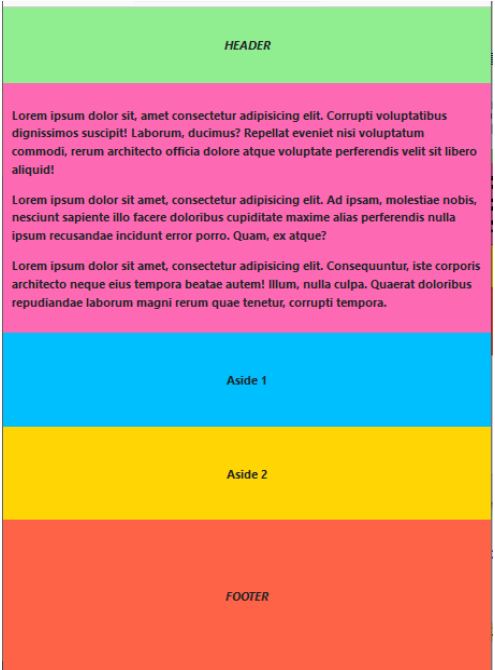 HEADER
Lorem ipsum dolor sit, amet consectetur adipisicing elit. Corrupti voluptatibus
dignissimos suscipit! Laborum, ducimus? Repellat eveniet nisi voluptatum
commodi, rerum architecto officia dolore atque voluptate perferendis velit sit libero
aliquid!
Lorem ipsum dolor sit amet, consectetur adipisicing elit. Ad ipsam, molestiae nobis,
nesciunt sapiente illo facere doloribus cupiditate maxime alias perferendis nulla
ipsum recusandae incidunt error porro. Quam, ex atque?
Lorem ipsum dolor sit amet, consectetur adipisicing elit. Consequuntur, iste corporis
architecto neque eius tempora beatae autem! Illum, nulla culpa. Quaerat doloribus
repudiandae laborum magni rerum quae tenetur, corrupti tempora.
Aside 1
Aside 2
FOOTER